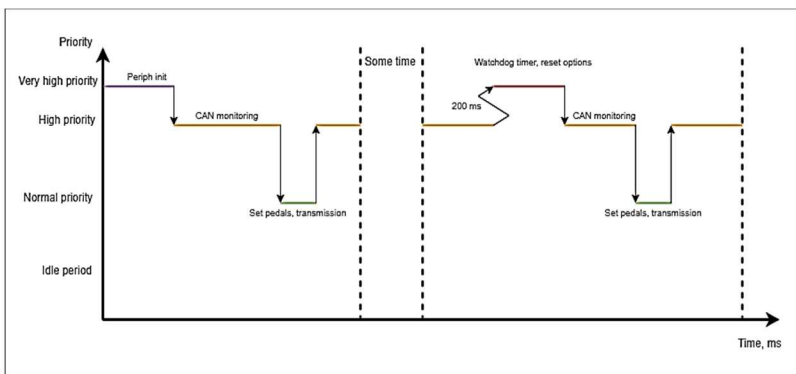 Priority
Some time
Watchdog timer, reset options
Very high priority
Periph init
200 ms
High priority
CAN monitoring
CAN monitoring
Normal priority
Set pedals, transmission
Set pedals, transmission
Idle period
Time, ms